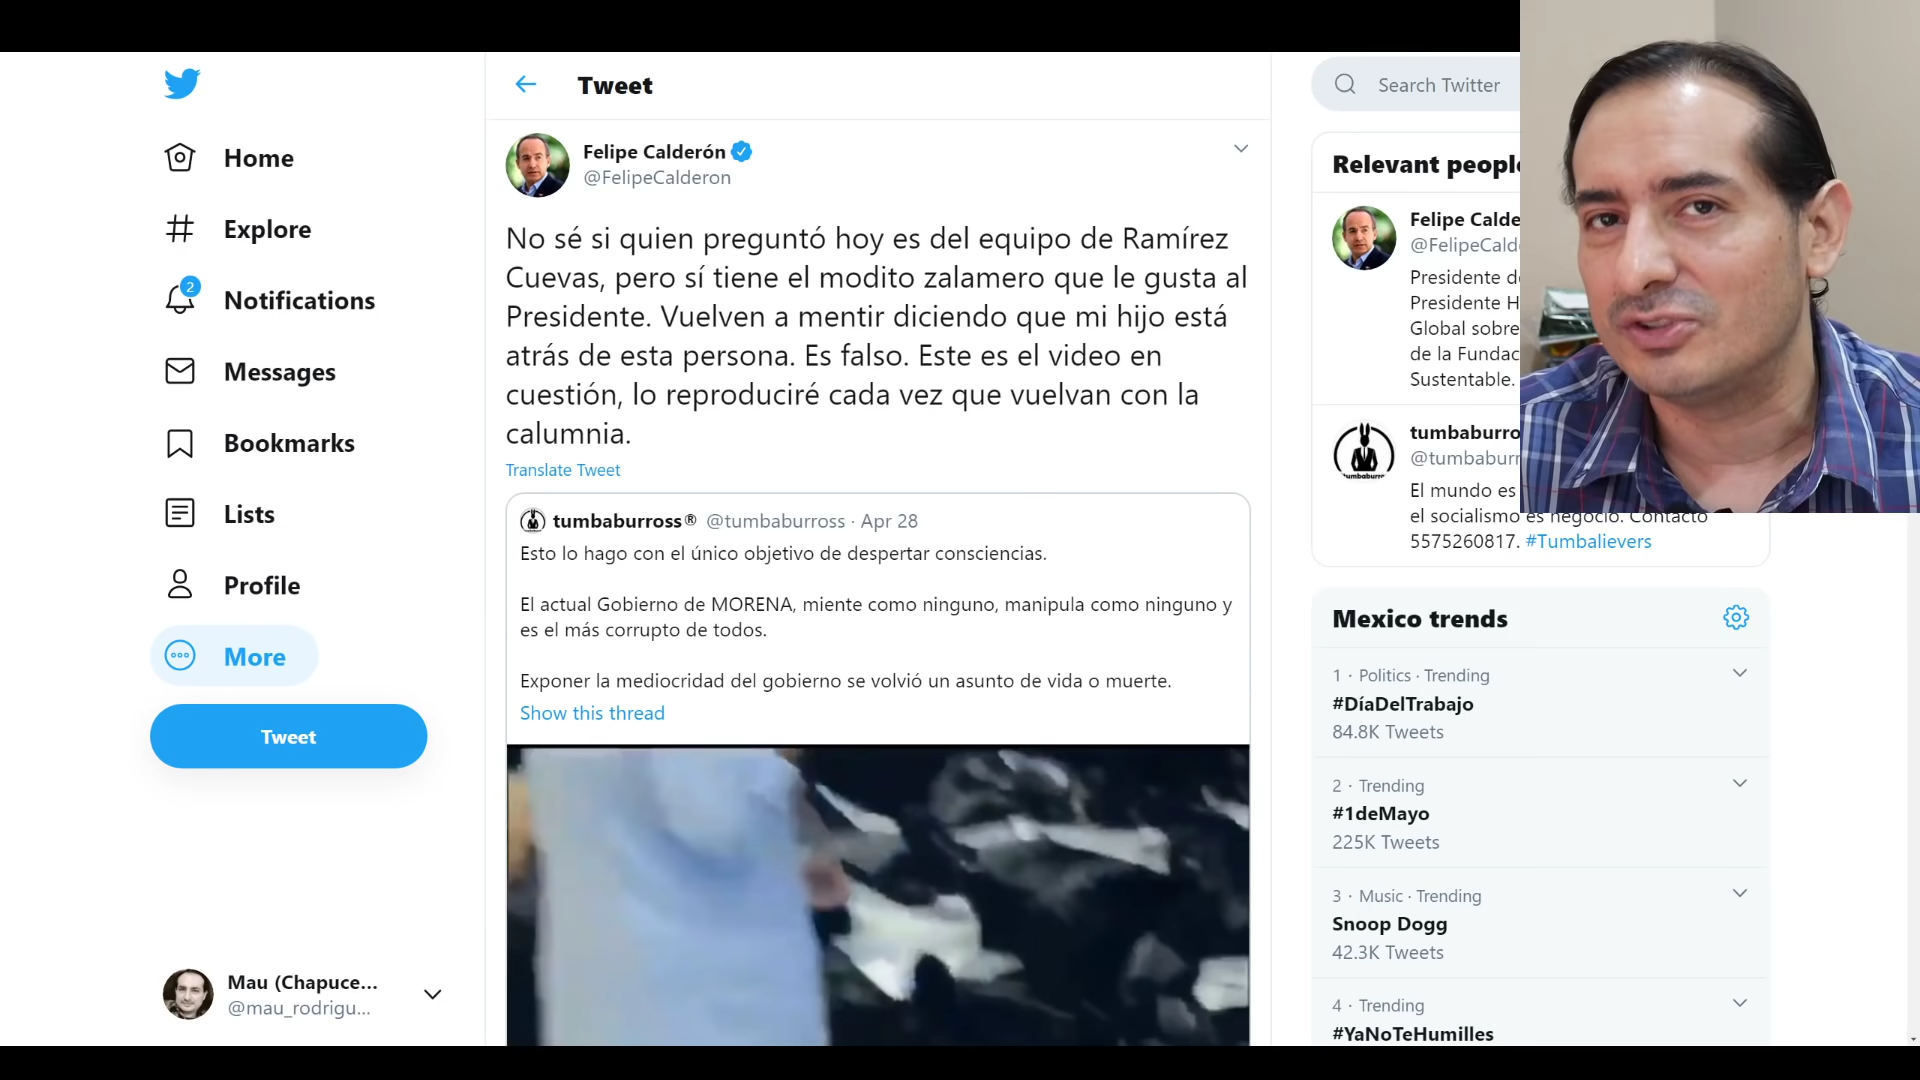 Home
Explore
2
Notifications
Messages
Bookmarks
Lists
Profile
More
Tweet
Mau (Chapuce...
@mau_rodrigu...
Tweet
Felipe Calderón
@FelipeCalderon
No sé si quien preguntó hoy es del equipo de Ramírez
Cuevas, pero sí tiene el modito zalamero que le gusta al
Presidente. Vuelven a mentir diciendo que mi hijo está
atrás de esta persona. Es falso. Este es el video en
cuestión, lo reproduciré cada vez que vuelvan con la
calumnia.
Translate Tweet
tumbaburross® @tumbaburross · Apr 28
Esto lo hago con el único objetivo de despertar consciencias.
El actual Gobierno de MORENA, miente como ninguno, manipula como ninguno y
es el más corrupto de todos.
Exponer la mediocridad del gobierno se volvió un asunto de vida o muerte.
Show this thread
Search Twitter
Relevant people
Felipe Calde
@FelipeCald
Presidente d
Presidente H
Global sobre
de la Fundac
Sustentable.
tumbaburro
@tumbaburr
El mundo es
el socialismo es negocio. Contacto
5575260817. #Tumbalievers
Mexico trends
1 · Politics · Trending
#DíaDelTrabajo
84.8K Tweets
2 · Trending
#1deMayo
225K Tweets
3 · Music · Trending
Snoop Dogg
42.3K Tweets
4 · Trending
#YaNoTeHumilles